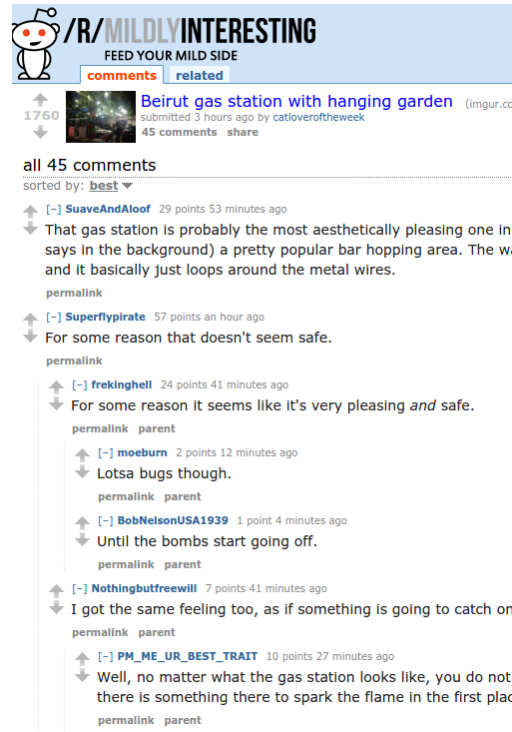 /R/MILDLYINTERESTING
FEED YOUR MILD SIDE
comments related
1760
Beirut gas station with hanging garden (imgur.co
submitted 3 hours ago by catloveroftheweek
45 comments share
all 45 comments
sorted by: best
[-] SuaveAndAloof 29 points 53 minutes ago
That gas station is probably the most aesthetically pleasing one in
says in the background) a pretty popular bar hopping area. The wa
and it basically just loops around the metal wires.
permalink
[-] Superflypirate 57 points an hour ago
For some reason that doesn't seem safe.
permalink
[-] frekinghell 24 points 41 minutes ago
For some reason it seems like it's very pleasing and safe.
permalink parent
[-] moeburn 2 points 12 minutes ago
Lotsa bugs though.
permalink parent
[-] BobNelsonUSA1939 1 point 4 minutes ago
Until the bombs start going off.
permalink parent
[-] Nothingbutfreewill 7 points 41 minutes ago
I got the same feeling too, as if something is going to catch on
permalink parent
[-] PM_ME_UR_BEST_TRAIT 10 points 27 minutes ago
Well, no matter what the gas station looks like, you do not
there is something there to spark the flame in the first plac
permalink parent